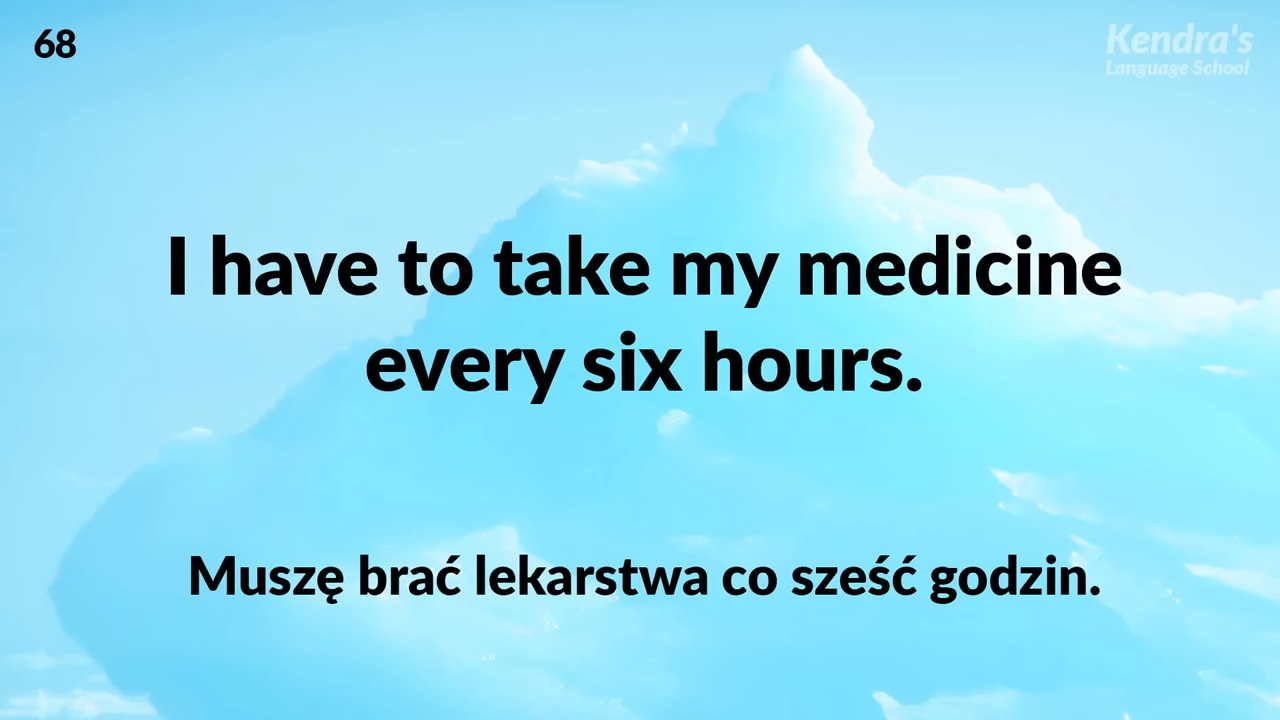 68
Kendra's
Language School
I have to take my medicine
every six hours.
Muszę brać lekarstwa co sześć godzin.